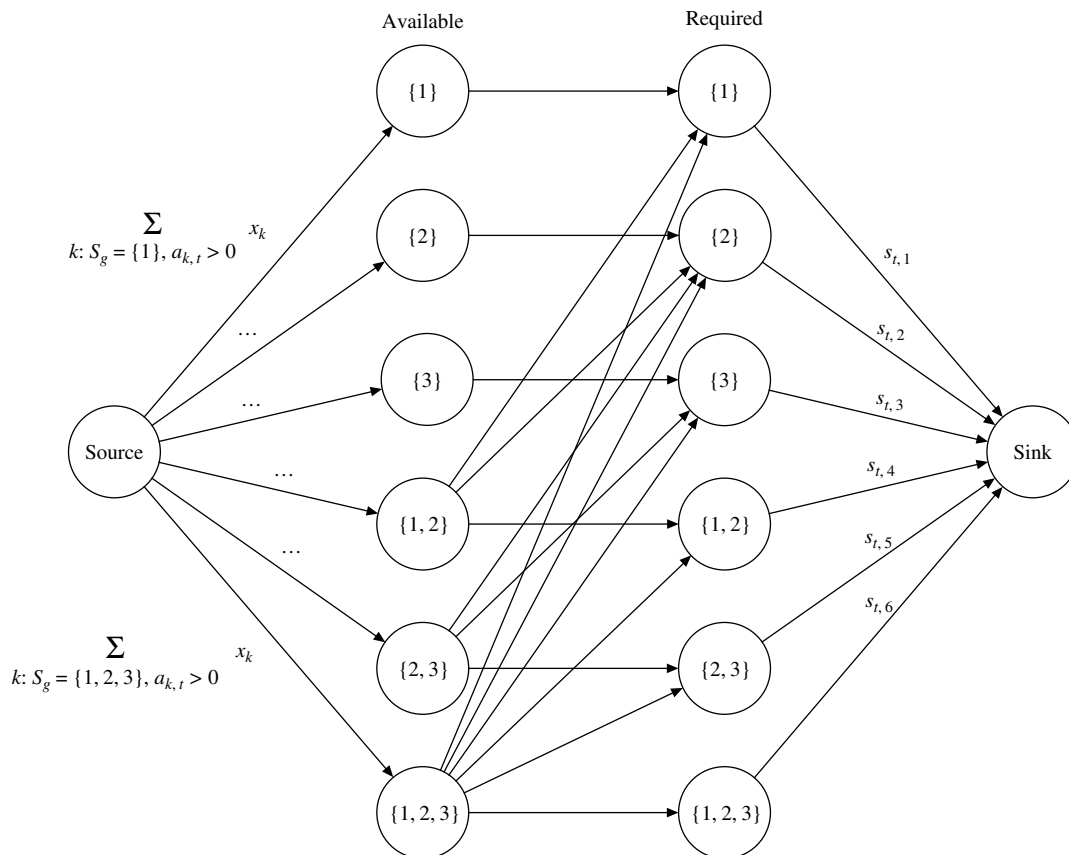 Available
Required
{1}
{1}
Σ
k: S_g = {1}, a_{k, t} > 0
x_k
{2}
{2}
s_{t, 1}
...
s_{t, 2}
{3}
{3}
...
s_{t, 3}
Source
Sink
...
s_{t, 4}
{1, 2}
{1, 2}
...
s_{t, 5}
s_{t, 6}
Σ
k: S_g = {1, 2, 3}, a_{k, t} > 0
x_k
{2, 3}
{2, 3}
{1, 2, 3}
{1, 2, 3}